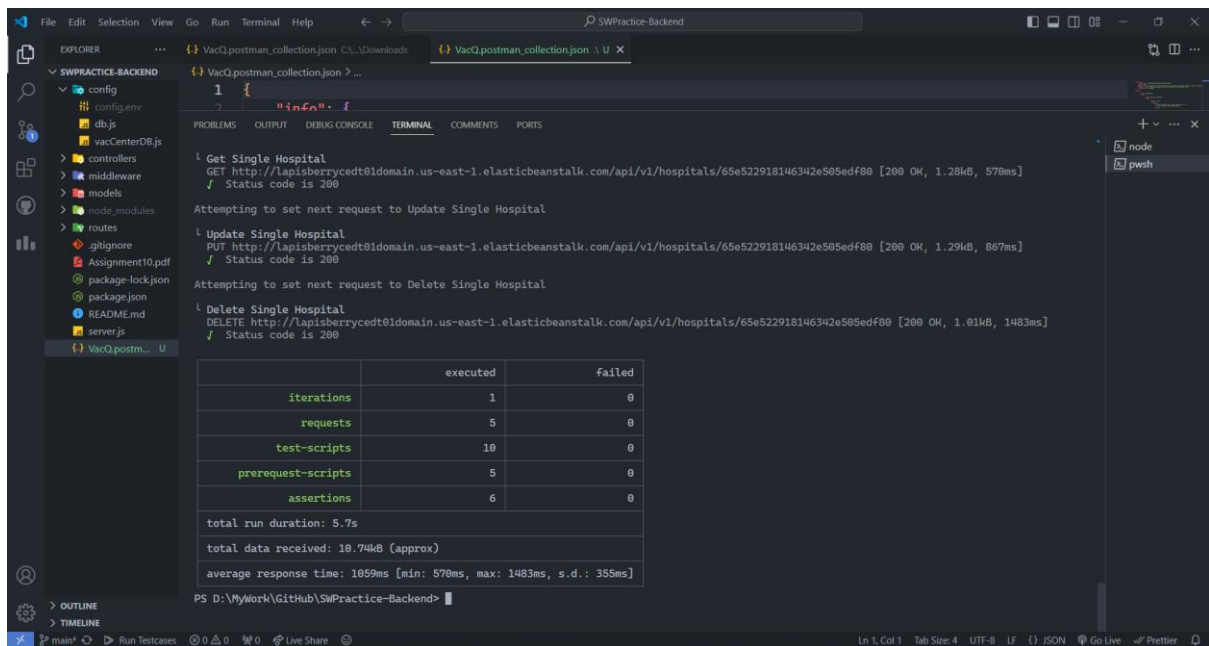 File Edit Selection View Go Run Terminal Help SWPractice-Backend
EXPLORER
VacQ.postman_collection.json C:\...\Downloads
VacQ.postman_collection.json .\ U
SWPRACTICE-BACKEND
config
config.env
db.js
vacCenterDB.js
controllers
middleware
models
node_modules
routes
.gitignore
Assignment10.pdf
package-lock.json
package.json
README.md
server.js
VacQ.postm... U
OUTLINE
TIMELINE
VacQ.postman_collection.json > ...
1 {
2 "info": {
PROBLEMS OUTPUT DEBUG CONSOLE TERMINAL COMMENTS PORTS
node
pwsh
└ Get Single Hospital
GET http://lapisberrycedt01domain.us-east-1.elasticbeanstalk.com/api/v1/hospitals/65e522918146342e505edf80 [200 OK, 1.28kB, 570ms]
√ Status code is 200
Attempting to set next request to Update Single Hospital
└ Update Single Hospital
PUT http://lapisberrycedt01domain.us-east-1.elasticbeanstalk.com/api/v1/hospitals/65e522918146342e505edf80 [200 OK, 1.29kB, 867ms]
√ Status code is 200
Attempting to set next request to Delete Single Hospital
└ Delete Single Hospital
DELETE http://lapisberrycedt01domain.us-east-1.elasticbeanstalk.com/api/v1/hospitals/65e522918146342e505edf80 [200 OK, 1.01kB, 1483ms]
√ Status code is 200
executed failed
iterations 1 0
requests 5 0
test-scripts 10 0
prerequest-scripts 5 0
assertions 6 0
total run duration: 5.7s
total data received: 10.74kB (approx)
average response time: 1059ms [min: 570ms, max: 1483ms, s.d.: 355ms]
PS D:\MyWork\GitHub\SWPractice-Backend>
main* Run Testcases 0 0 0 Live Share Ln 1, Col 1 Tab Size: 4 UTF-8 LF {} JSON Go Live Prettier